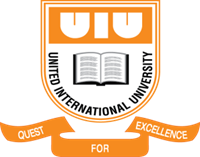 UIU
UNITED INTERNATIONAL UNIVERSITY
QUEST
FOR
EXCELLENCE